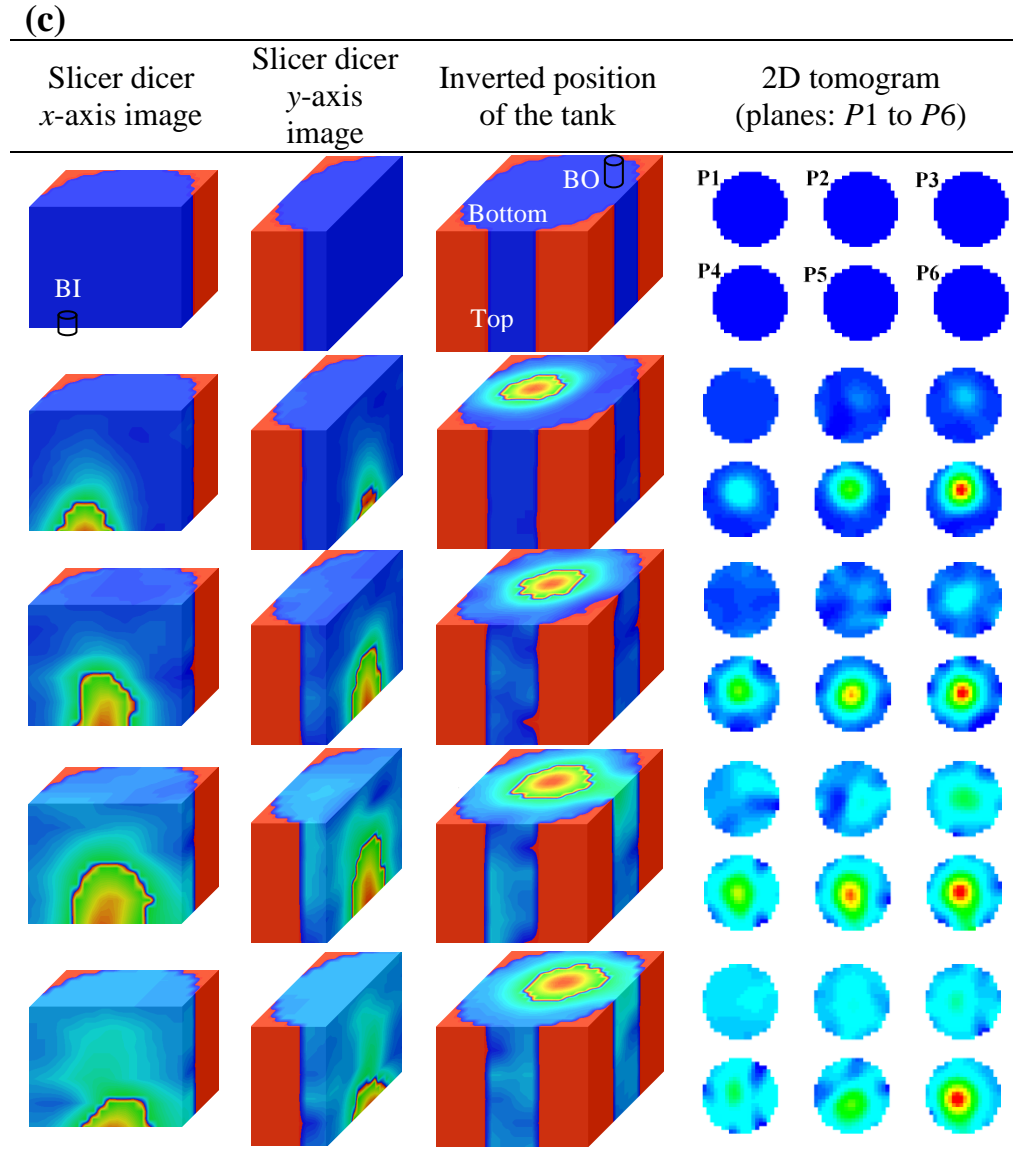 (c)
Slicer dicer
x-axis image
Slicer dicer
y-axis
image
Inverted position
of the tank
2D tomogram
(planes: P1 to P6)
BI
BO
Bottom
Top
P1
P2
P3
P4
P5
P6